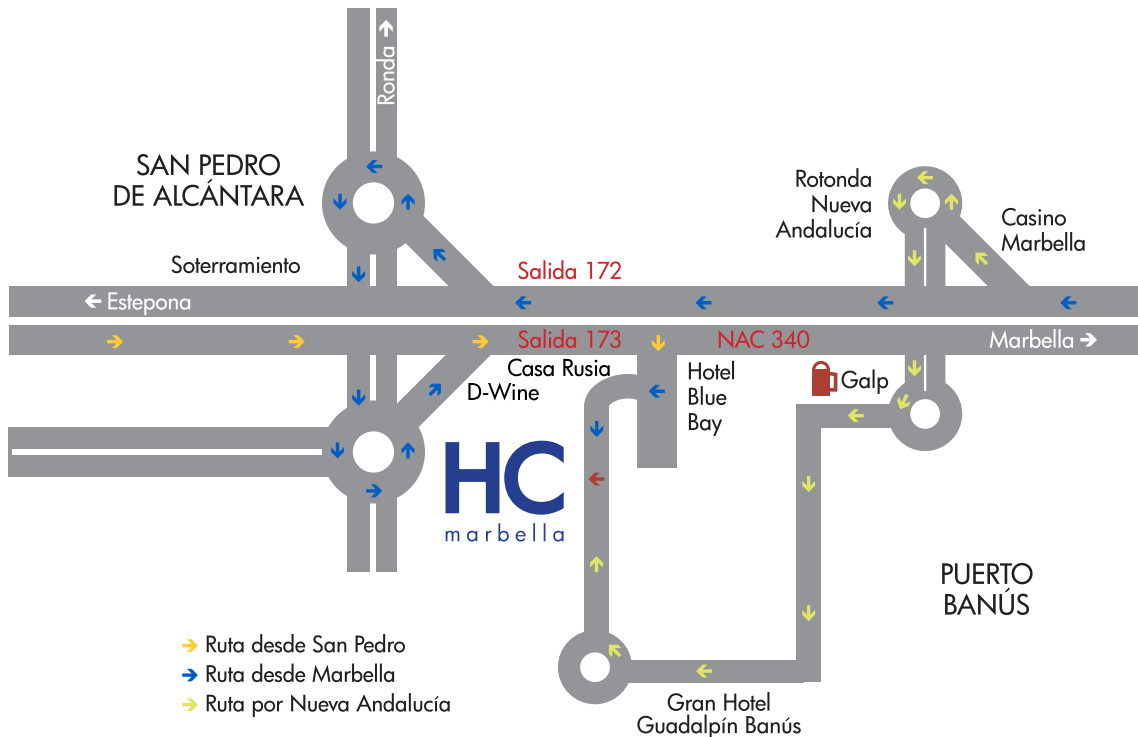 Ronda
SAN PEDRO
DE ALCÁNTARA
Rotonda
Nueva
Andalucía
Casino
Marbella
Soterramiento
Salida 172
Estepona
Salida 173
NAC 340
Marbella
Casa Rusia
D-Wine
Hotel
Blue
Bay
Galp
HC
marbella
PUERTO
BANÚS
Ruta desde San Pedro
Ruta desde Marbella
Ruta por Nueva Andalucía
Gran Hotel
Guadalpín Banús